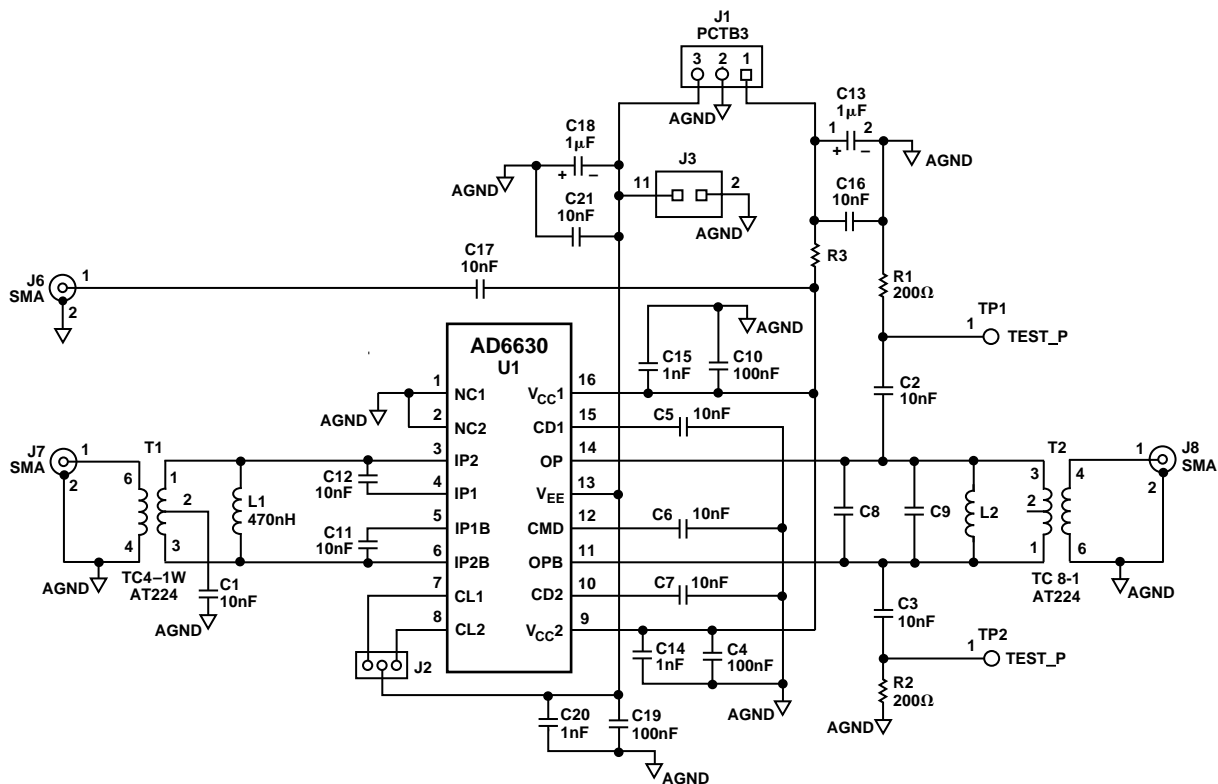 J1
PCTB3
3 2 1
AGND
C13
1µF
1 2
+ –
AGND
C18
1µF
+ –
AGND
J3
11 2
AGND
C21
10nF
C16
10nF
R3
C17
10nF
J6
SMA
1
2
R1
200Ω
TP1
1 TEST_P
AD6630
U1
AGND
C15
1nF
C10
100nF
C2
10nF
1 NC1
2 NC2
3 IP2
4 IP1
5 IP1B
6 IP2B
7 CL1
8 CL2
16 VCC1
15 CD1
14 OP
13 VEE
12 CMD
11 OPB
10 CD2
9 VCC2
AGND
J7
SMA
1
2
T1
6 1
2
4 3
TC4–1W
AT224
AGND
L1
470nH
C12
10nF
C11
10nF
C1
10nF
AGND
C5 10nF
C6 10nF
C7 10nF
C8
C9
L2
T2
3 4
2
1 6
TC 8-1
AT224
J8
SMA
1
2
AGND
C3
10nF
TP2
1 TEST_P
R2
200Ω
AGND
C14
1nF
C4
100nF
AGND
J2
C20
1nF
C19
100nF
AGND